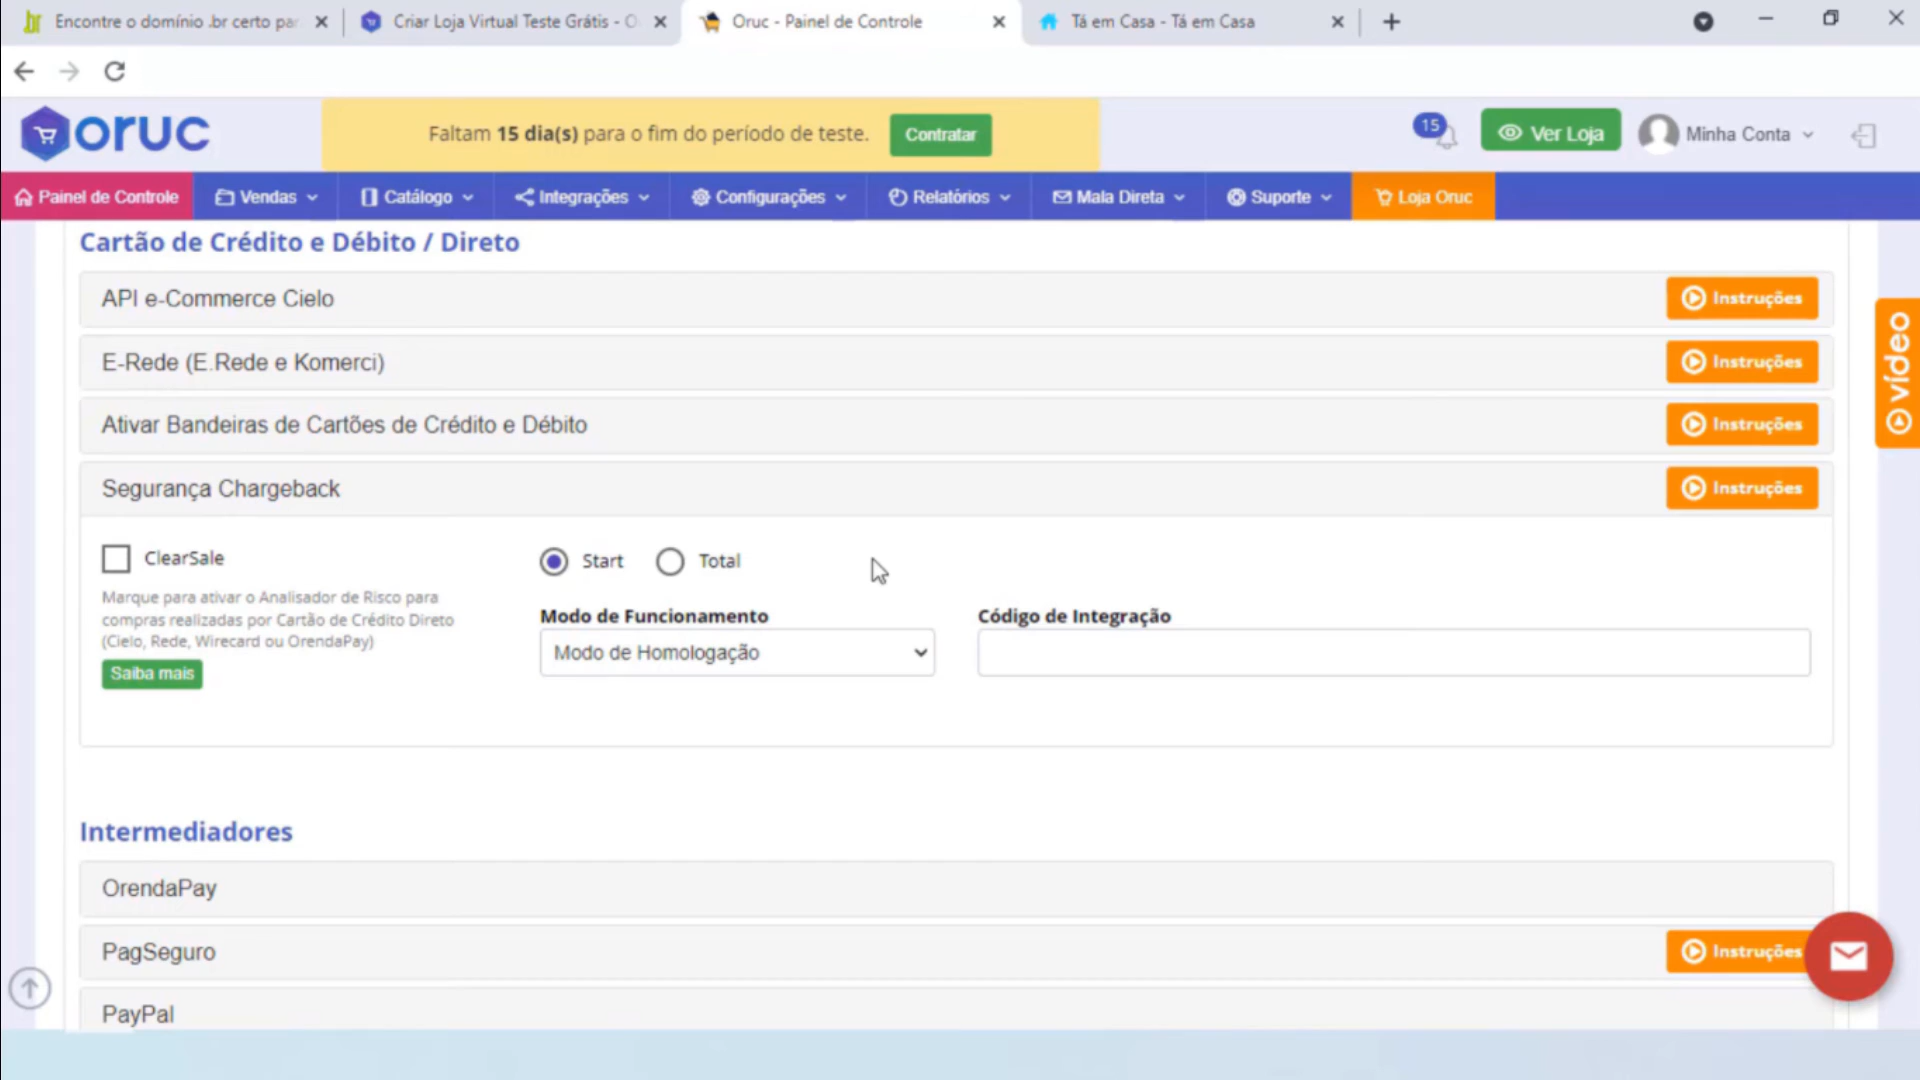 Encontre o domínio .br certo par
Criar Loja Virtual Teste Grátis - O
Oruc - Painel de Controle
Tá em Casa - Tá em Casa
oruc
Faltam 15 dia(s) para o fim do período de teste.
Contratar
15
Ver Loja
Minha Conta
Painel de Controle
Vendas
Catálogo
Integrações
Configurações
Relatórios
Mala Direta
Suporte
Loja Oruc
Cartão de Crédito e Débito / Direto
API e-Commerce Cielo
Instruções
E-Rede (E.Rede e Komerci)
Instruções
vídeo
Ativar Bandeiras de Cartões de Crédito e Débito
Instruções
Segurança Chargeback
Instruções
ClearSale
Start
Total
Marque para ativar o Analisador de Risco para
compras realizadas por Cartão de Crédito Direto
(Cielo, Rede, Wirecard ou OrendaPay)
Saiba mais
Modo de Funcionamento
Modo de Homologação
Código de Integração
Intermediadores
OrendaPay
PagSeguro
Instruções
PayPal